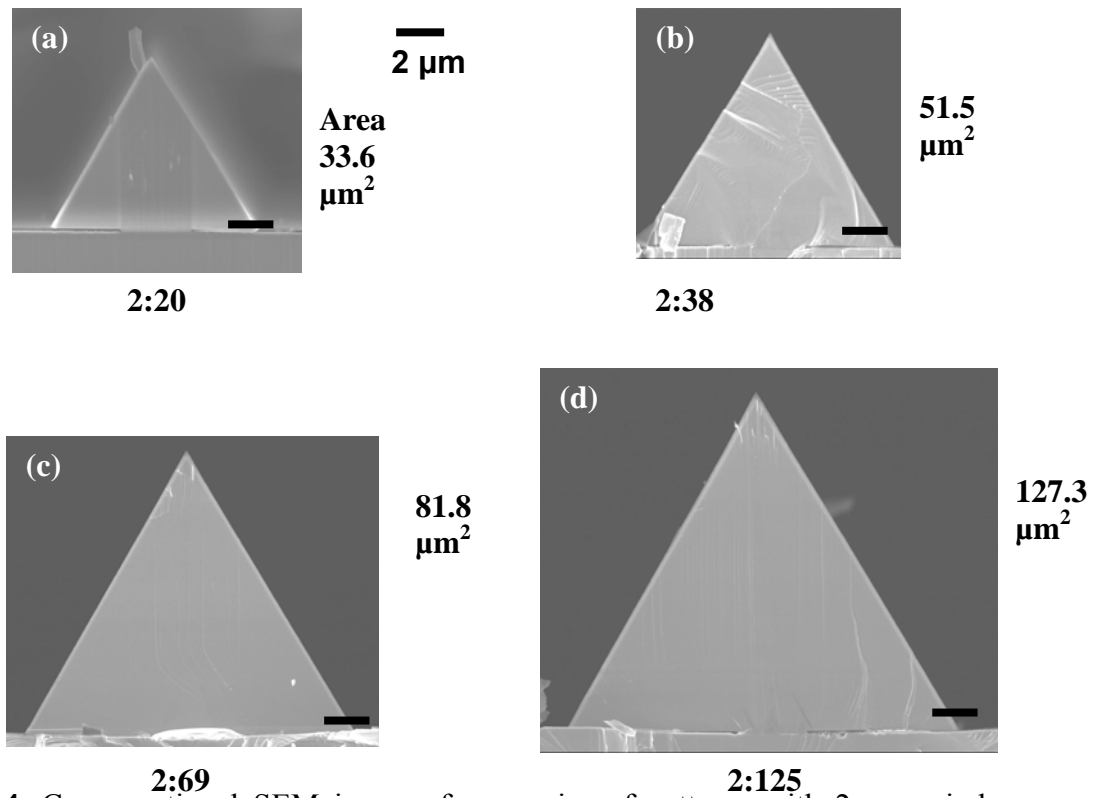 (a)
2 µm
Area
33.6
µm²
2:20
(b)
51.5
µm²
2:38
(c)
81.8
µm²
2:69
(d)
127.3
µm²
2:125